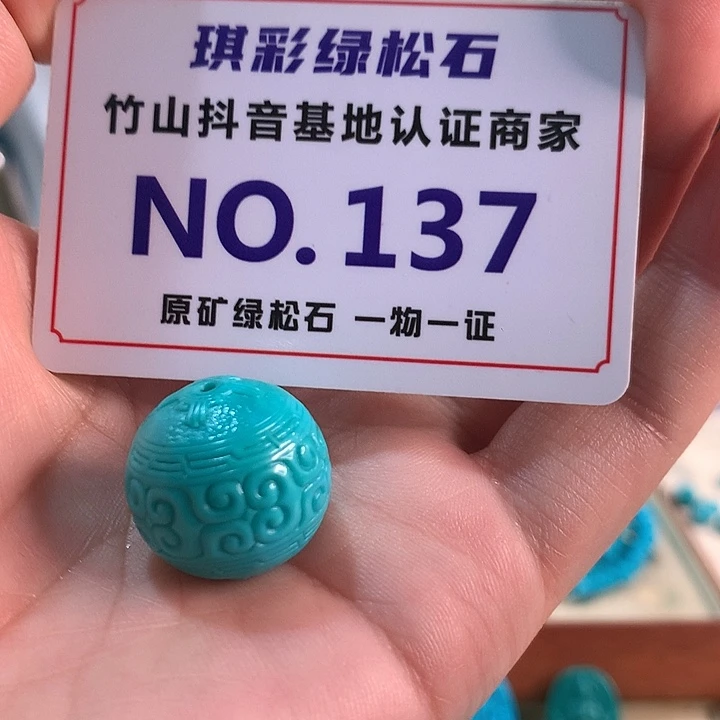 琪彩绿松石
竹山抖音基地认证商家
NO.137
原矿绿松石 一物一证